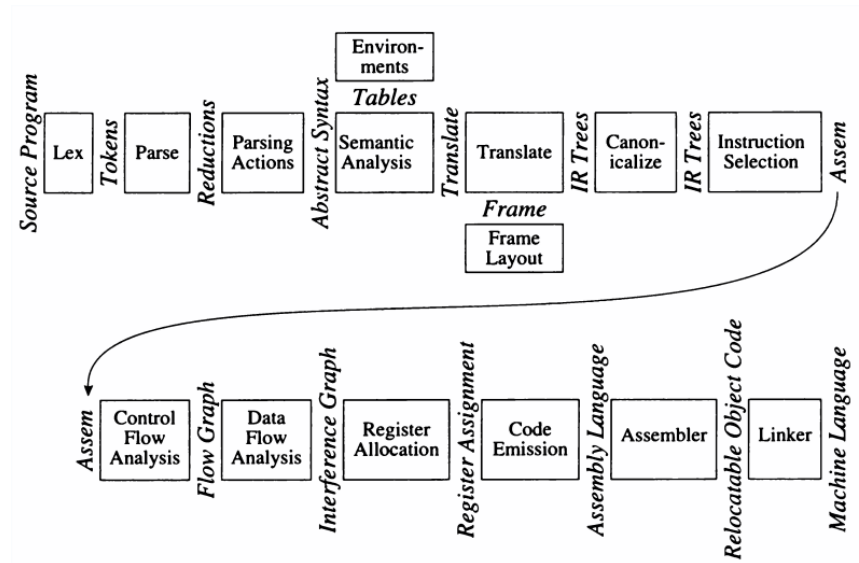 Environ-
ments
Tables
Source Program
Lex
Tokens
Parse
Reductions
Parsing
Actions
Abstract Syntax
Semantic
Analysis
Translate
Translate
Frame
Frame
Layout
IR Trees
Canon-
icalize
IR Trees
Instruction
Selection
Assem
Assem
Control
Flow
Analysis
Flow Graph
Data
Flow
Analysis
Interference Graph
Register
Allocation
Register Assignment
Code
Emission
Assembly Language
Assembler
Relocatable Object Code
Linker
Machine Language